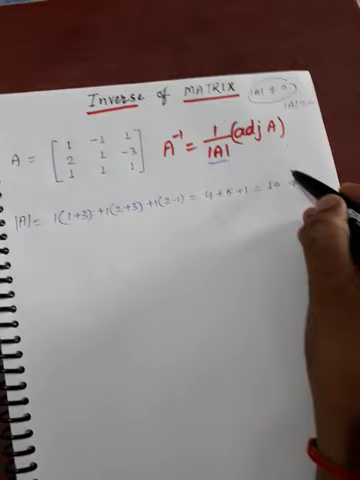 Inverse of MATRIX |A| ≠ 0
A = [ 1 -1 1 A⁻¹ = 1/|A| (adj A)
2 1 -3
1 1 1 ]
|A| = 1(1+3) +1(2+3) +1(2-1) = 4+5+1 = 10